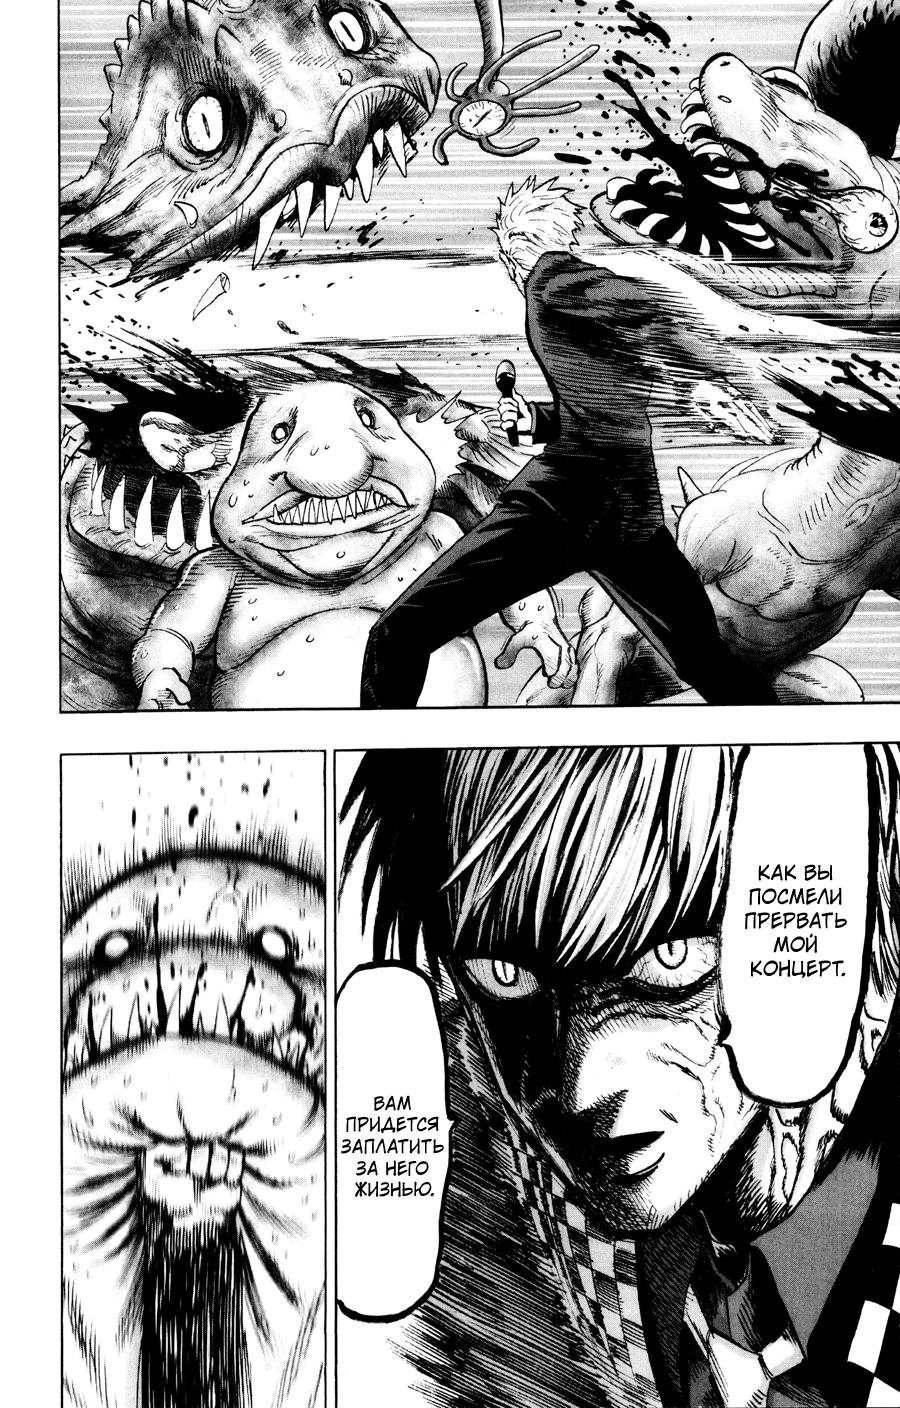 КАК ВЫ
ПОСМЕЛИ
ПРЕРВАТЬ
МОЙ
КОНЦЕРТ.
ВАМ
ПРИДЕТСЯ
ЗАПЛАТИТЬ
ЗА НЕГО
ЖИЗНЬЮ.